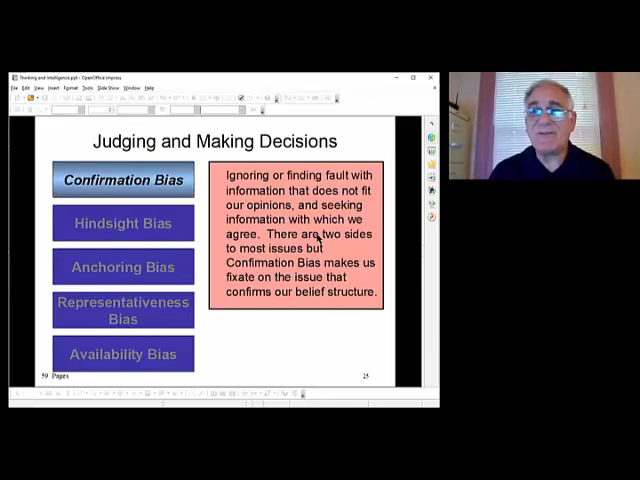 Thinking and Intelligence.ppt - OpenOffice Impress
File Edit View Insert Format Tools Slide Show Window Help
Judging and Making Decisions
Confirmation Bias
Hindsight Bias
Anchoring Bias
Representativeness
Bias
Availability Bias
Ignoring or finding fault with
information that does not fit
our opinions, and seeking
information with which we
agree. There are two sides
to most issues but
Confirmation Bias makes us
fixate on the issue that
confirms our belief structure.
59 Pages
25